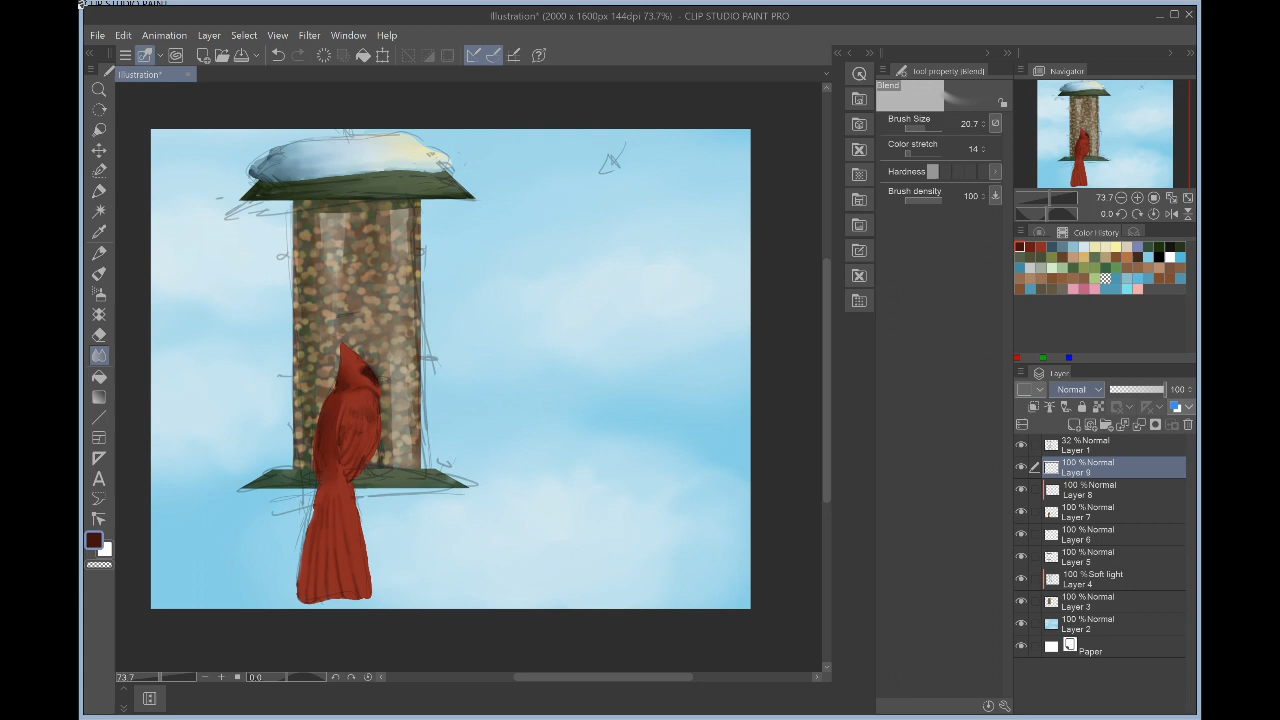 CLIP STUDIO PAINT
Illustration* (2000 x 1600px 144dpi 73.7%) - CLIP STUDIO PAINT PRO
File Edit Animation Layer Select View Filter Window Help
Illustration*
Tool property [Blend]
Navigator
Blend
Brush Size 20.7
Color stretch 14
Hardness
Brush density 100
73.7
0.0
Color History
Layer
Normal 100
32 % Normal
Layer 1
100 % Normal
Layer 9
100 % Normal
Layer 8
100 % Normal
Layer 7
100 % Normal
Layer 6
100 % Normal
Layer 5
100 % Soft light
Layer 4
100 % Normal
Layer 3
100 % Normal
Layer 2
Paper
73.7 0.0